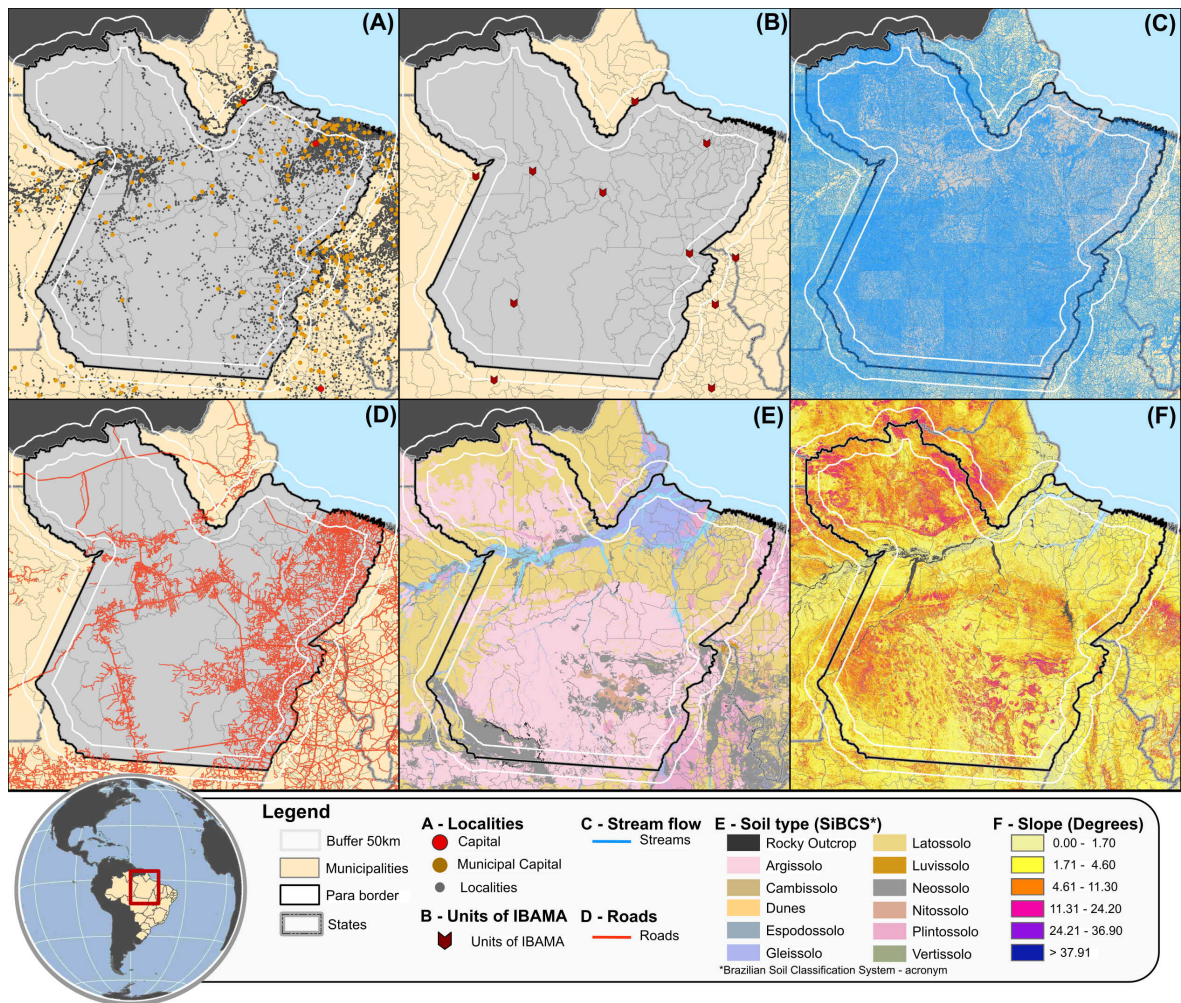 (A)
(B)
(C)
(D)
(E)
(F)
Legend
Buffer 50km
Municipalities
Para border
States
A - Localities
Capital
Municipal Capital
Localities
B - Units of IBAMA
Units of IBAMA
C - Stream flow
Streams
D - Roads
Roads
E - Soil type (SiBCS*)
Rocky Outcrop
Argissolo
Cambissolo
Dunes
Espodossolo
Gleissolo
Latossolo
Luvissolo
Neossolo
Nitossolo
Plintossolo
Vertissolo
*Brazilian Soil Classification System - acronym
F - Slope (Degrees)
0.00 - 1.70
1.71 - 4.60
4.61 - 11.30
11.31 - 24.20
24.21 - 36.90
> 37.91